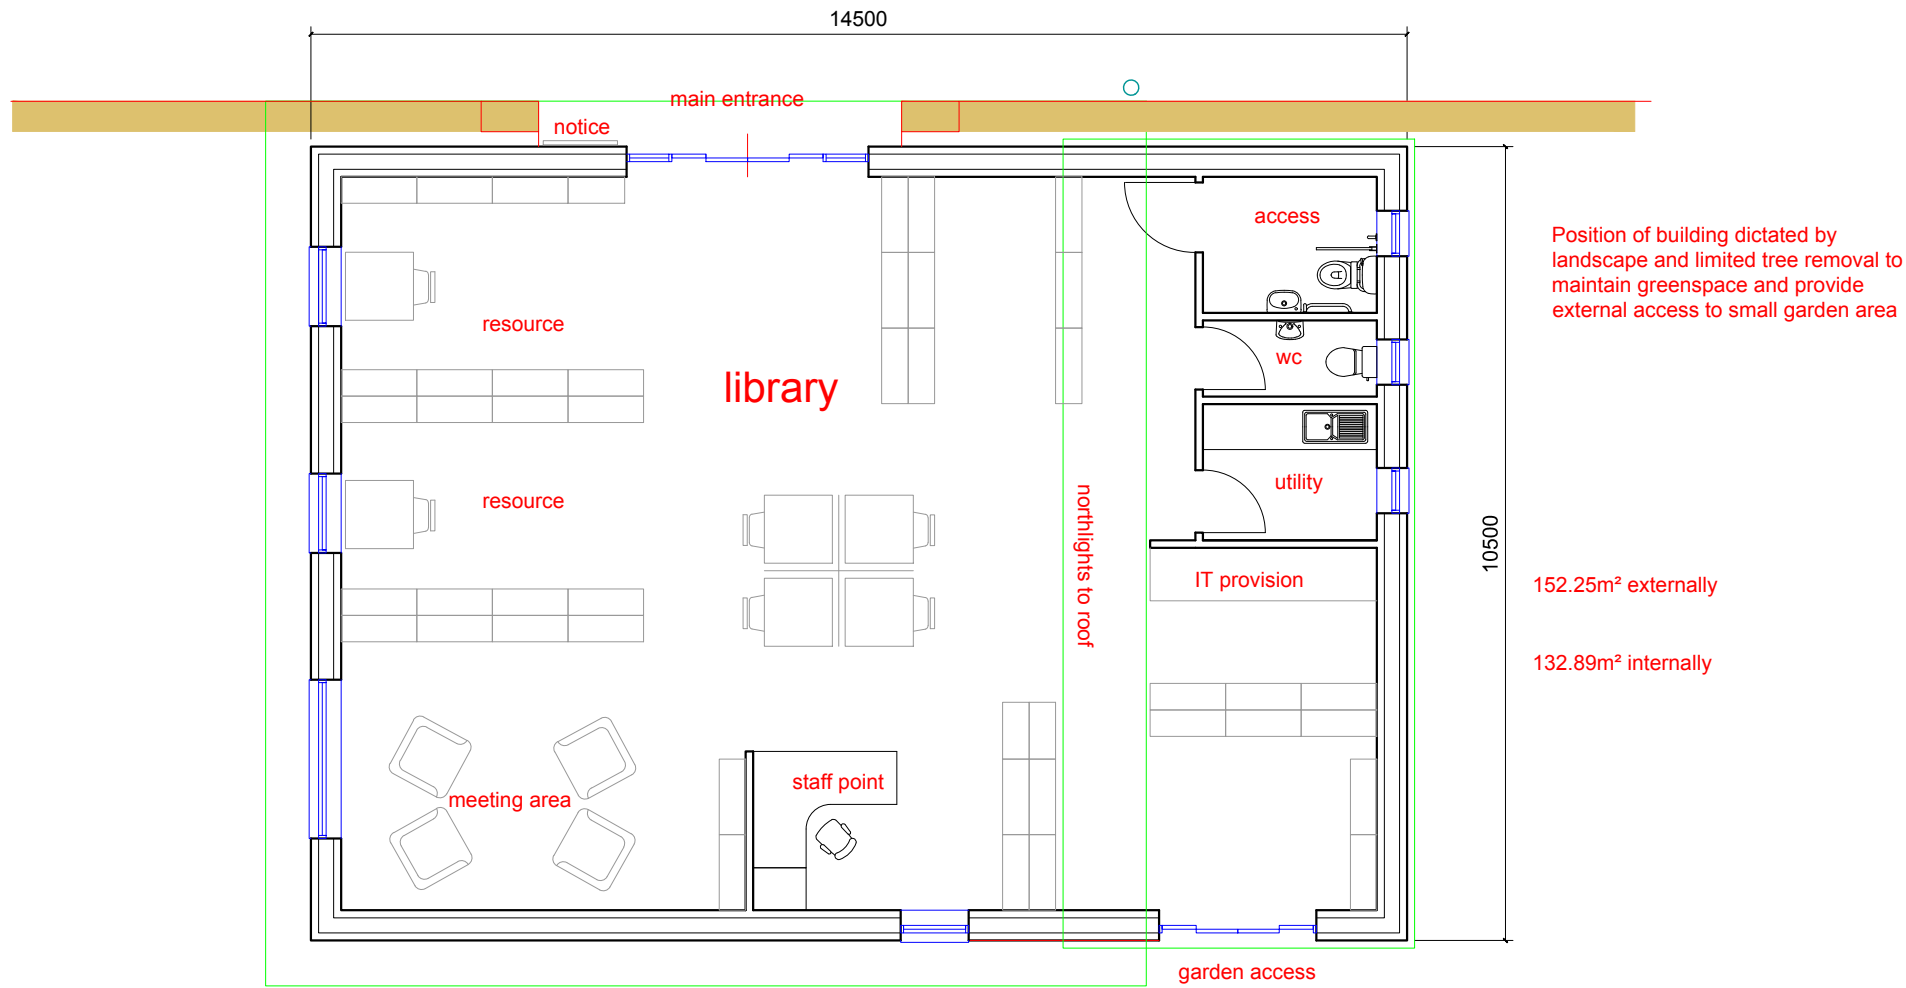 14500
main entrance
notice
access
Position of building dictated by
landscape and limited tree removal to
maintain greenspace and provide
external access to small garden area
resource
wc
library
utility
resource
northlights to roof
10500
IT provision
152.25m² externally
132.89m² internally
staff point
meeting area
garden access